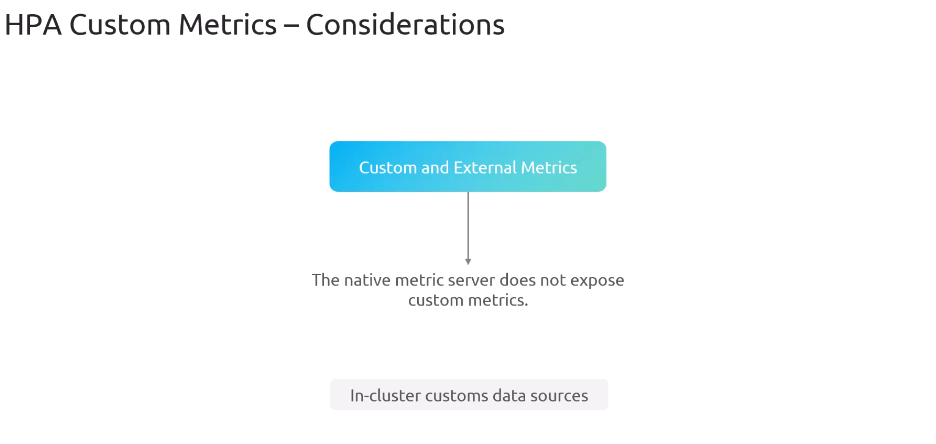 HPA Custom Metrics – Considerations
Custom and External Metrics
The native metric server does not expose
custom metrics.
In-cluster customs data sources